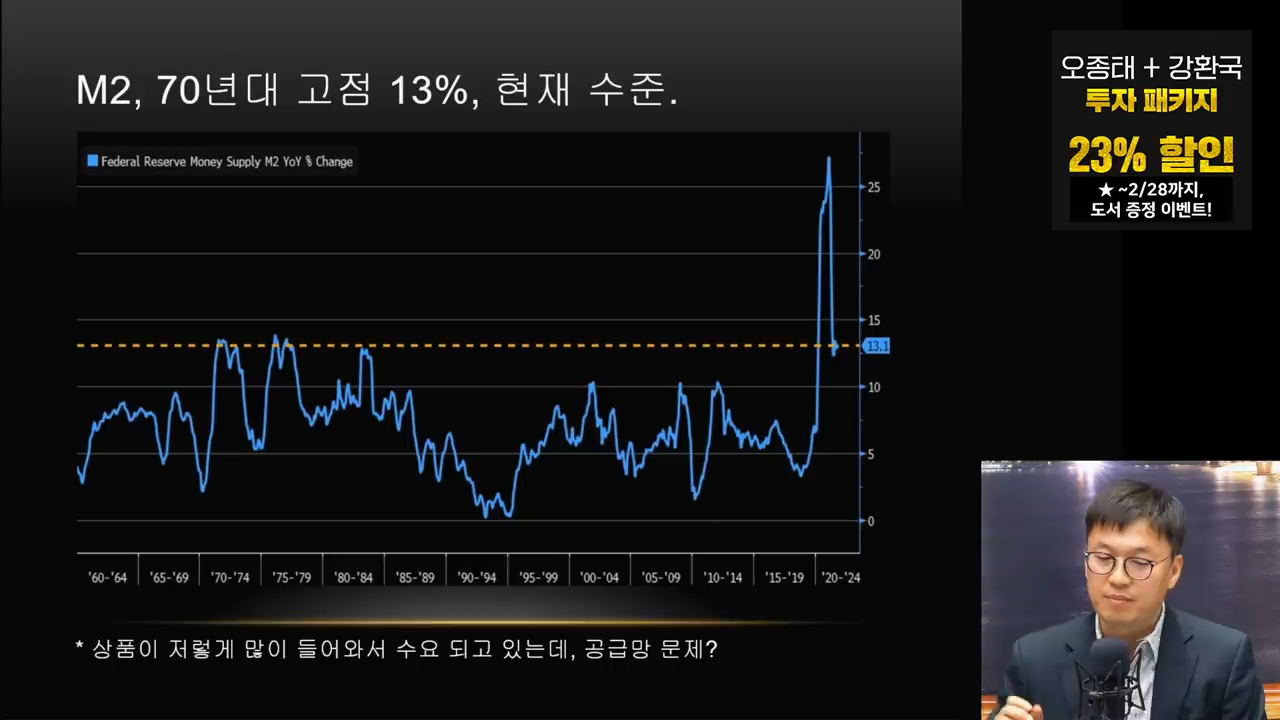 M2, 70년대 고점 13%, 현재 수준.
Federal Reserve Money Supply M2 YoY % Change
25
20
15
13.1
10
5
0
'60-'64 '65-'69 '70-'74 '75-'79 '80-'84 '85-'89 '90-'94 '95-'99 '00-'04 '05-'09 '10-'14 '15-'19 '20-'24
* 상품이 저렇게 많이 들어와서 수요 되고 있는데, 공급망 문제?
오종태 + 강환국
투자 패키지
23% 할인
★ ~2/28까지,
도서 증정 이벤트!